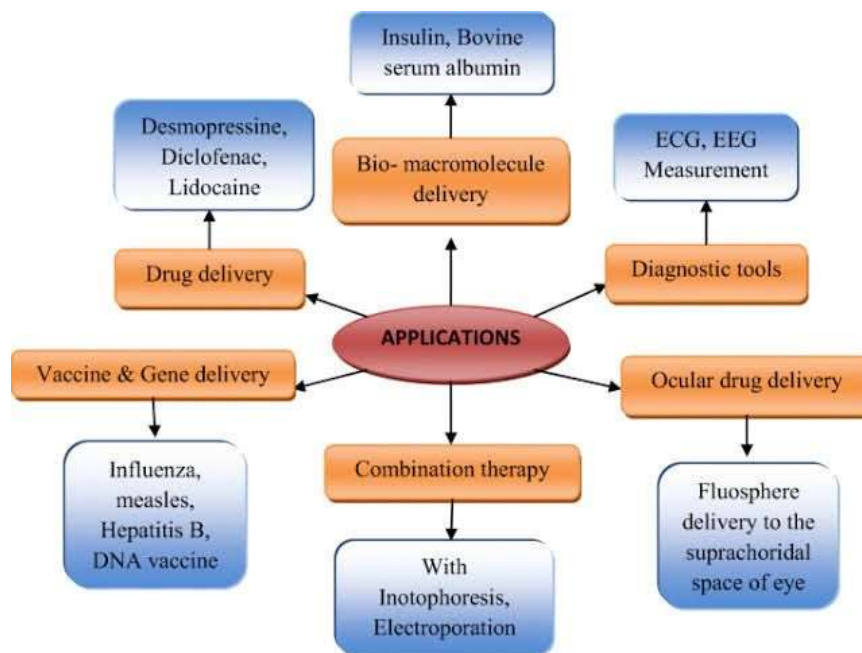 Insulin, Bovine
serum albumin
Desmopressine,
Diclofenac,
Lidocaine
Bio- macromolecule
delivery
ECG, EEG
Measurement
Drug delivery
Diagnostic tools
APPLICATIONS
Vaccine & Gene delivery
Ocular drug delivery
Combination therapy
Influenza,
measles,
Hepatitis B,
DNA vaccine
Fluosphere
delivery to the
suprachoridal
space of eye
With
Inotophoresis,
Electroporation